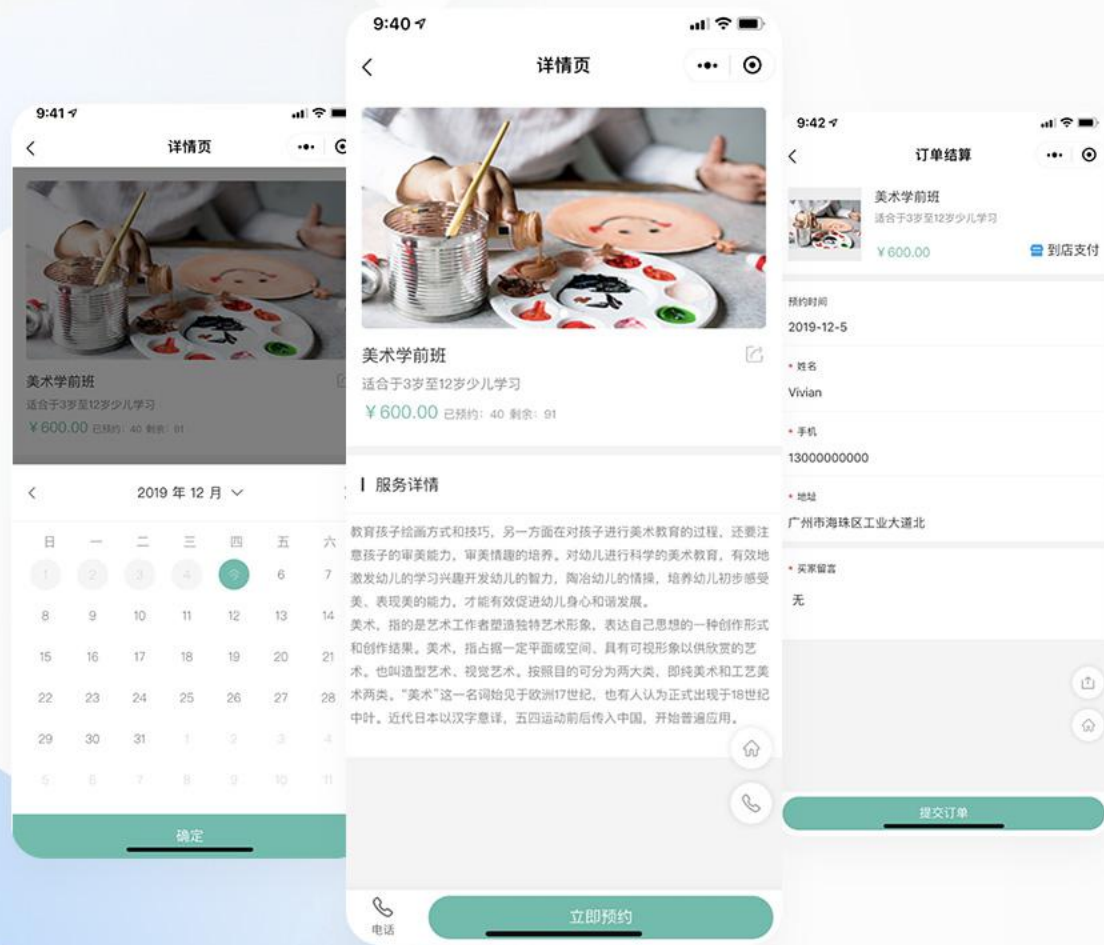 9:41
详情页
美术学前班
适合于3岁至12岁少儿学习
¥600.00 已预约: 40 剩余: 91
2019 年 12 月
日 一 二 三 四 五 六
1 2 3 4 5 6 7
8 9 10 11 12 13 14
15 16 17 18 19 20 21
22 23 24 25 26 27 28
29 30 31 1 2 3 4
5 6 7 8 9 10 11
确定
9:40
详情页
美术学前班
适合于3岁至12岁少儿学习
¥600.00 已预约: 40 剩余: 91
服务详情
教育孩子绘画方式和技巧，另一方面在对孩子进行美术教育的过程，还要注
意孩子的审美能力，审美情趣的培养。对幼儿进行科学的美术教育，有效地
激发幼儿的学习兴趣开发幼儿的智力，陶冶幼儿的情操，培养幼儿初步感受
美、表现美的能力，才能有效促进幼儿身心和谐发展。
美术，指的是艺术工作者塑造独特艺术形象，表达自己思想的一种创作形式
和创作结果。美术，指占据一定平面或空间、具有可视形象以供欣赏的艺
术。也叫造型艺术、视觉艺术。按照目的可分为两大类，即纯美术和工艺美
术两类。“美术”这一名词始见于欧洲17世纪，也有人认为正式出现于18世纪
中叶。近代日本以汉字意译，五四运动前后传入中国，开始普遍应用。
电话
立即预约
9:42
订单结算
美术学前班
适合于3岁至12岁少儿学习
¥600.00
到店支付
预约时间
2019-12-5
* 姓名
Vivian
* 手机
13000000000
* 地址
广州市海珠区工业大道北
* 买家留言
无
提交订单